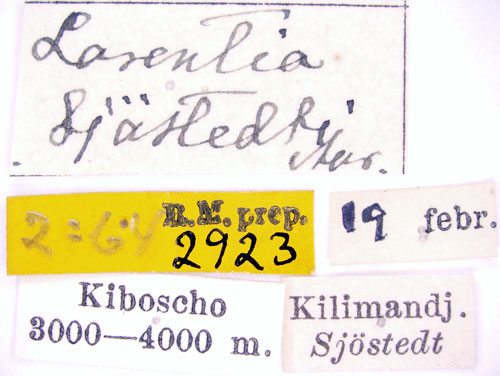 Larentia
Sjöstedti
Aur.
2=64
R.M. prep.
2923
19 febr.
Kiboscho
3000—4000 m.
Kilimandj.
Sjöstedt